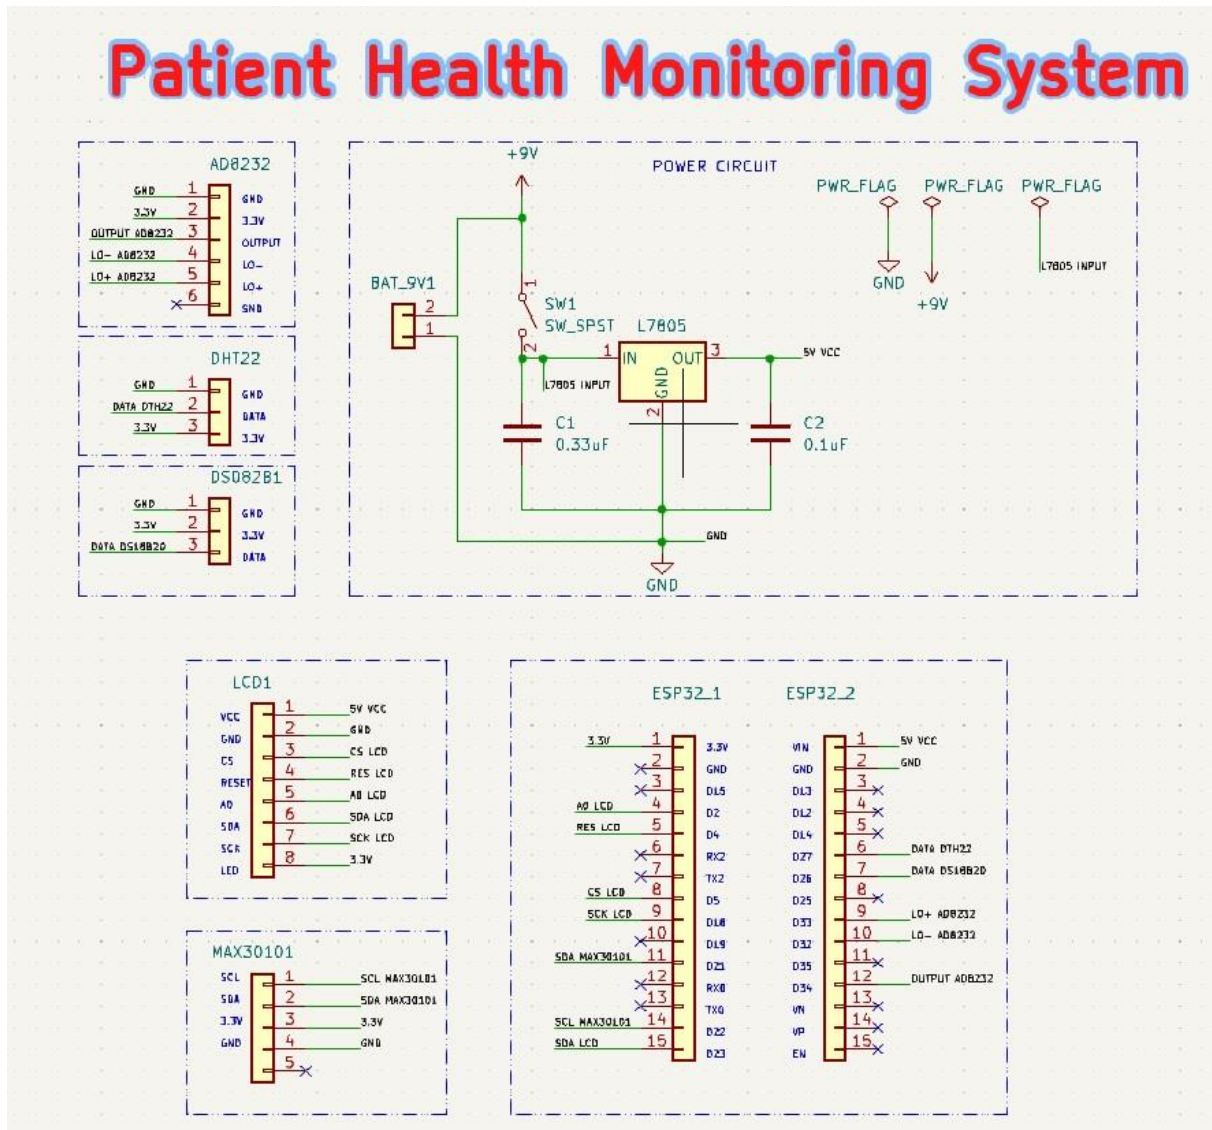 Patient Health Monitoring System
AD8232
GND 1 GND
3.3V 2 3.3V
OUTPUT AD8232 3 OUTPUT
LO- AD8232 4 LO-
LO+ AD8232 5 LO+
6 SND
DHT22
GND 1 GND
DATA DTH22 2 DATA
3.3V 3 3.3V
DS082B1
GND 1 GND
3.3V 2 3.3V
DATA DS18B20 3 DATA
POWER CIRCUIT
+9V
PWR_FLAG PWR_FLAG PWR_FLAG
GND
+9V
L7805 INPUT
BAT_9V1
2
1
1
SW1
SW_SPST
2
L7805
1 IN OUT 3
GND
2
5V VCC
L7805 INPUT
C1
0.33uF
C2
0.1uF
GND
GND
LCD1
VCC 1 5V VCC
GND 2 GND
CS 3 CS LCD
RESET 4 RES LCD
A0 5 A0 LCD
SDA 6 SDA LCD
SCK 7 SCK LCD
LED 8 3.3V
MAX30101
SCL 1 SCL MAX30101
SDA 2 SDA MAX30101
3.3V 3 3.3V
GND 4 GND
5
ESP32_1
3.3V 1 3.3V
2 GND
3 D15
A0 LCD 4 D2
RES LCD 5 D4
6 RX2
7 TX2
CS LCD 8 D5
SCK LCD 9 D18
10 D19
SDA MAX30101 11 D21
12 RX0
13 TX0
SCL MAX30101 14 D22
SDA LCD 15 D23
ESP32_2
VIN 1 5V VCC
GND 2 GND
D13 3
D12 4
D14 5
D27 6 DATA DTH22
D26 7 DATA DS18B20
D25 8
D33 9 LO+ AD8232
D32 10 LO- AD8232
D35 11
D34 12 OUTPUT AD8232
VN 13
VP 14
EN 15